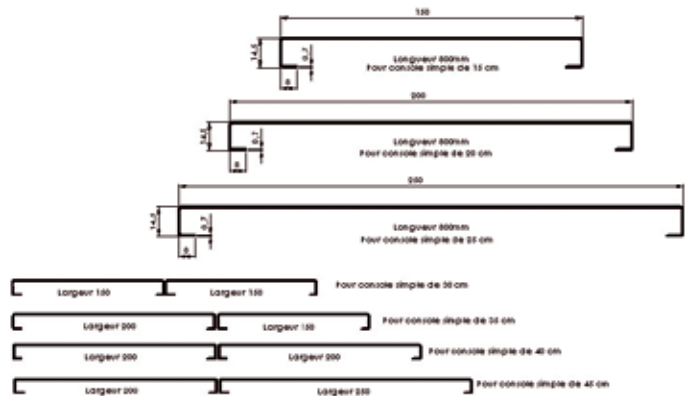 150
14,5
0,7
8
Longueur 800mm
Pour console simple de 15 cm
200
14,5
0,7
8
Longueur 800mm
Pour console simple de 20 cm
250
14,5
0,7
8
Longueur 800mm
Pour console simple de 25 cm
Largeur 150 Largeur 150 Pour console simple de 30 cm
Largeur 200 Largeur 150 Pour console simple de 35 cm
Largeur 200 Largeur 200 Pour console simple de 40 cm
Largeur 200 Largeur 250 Pour console simple de 45 cm